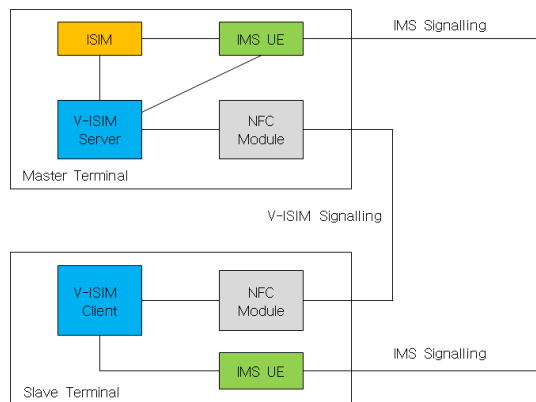 IMS Signalling
ISIM
IMS UE
V-ISIM
Server
NFC
Module
Master Terminal
V-ISIM Signalling
V-ISIM
Client
NFC
Module
IMS Signalling
IMS UE
Slave Terminal